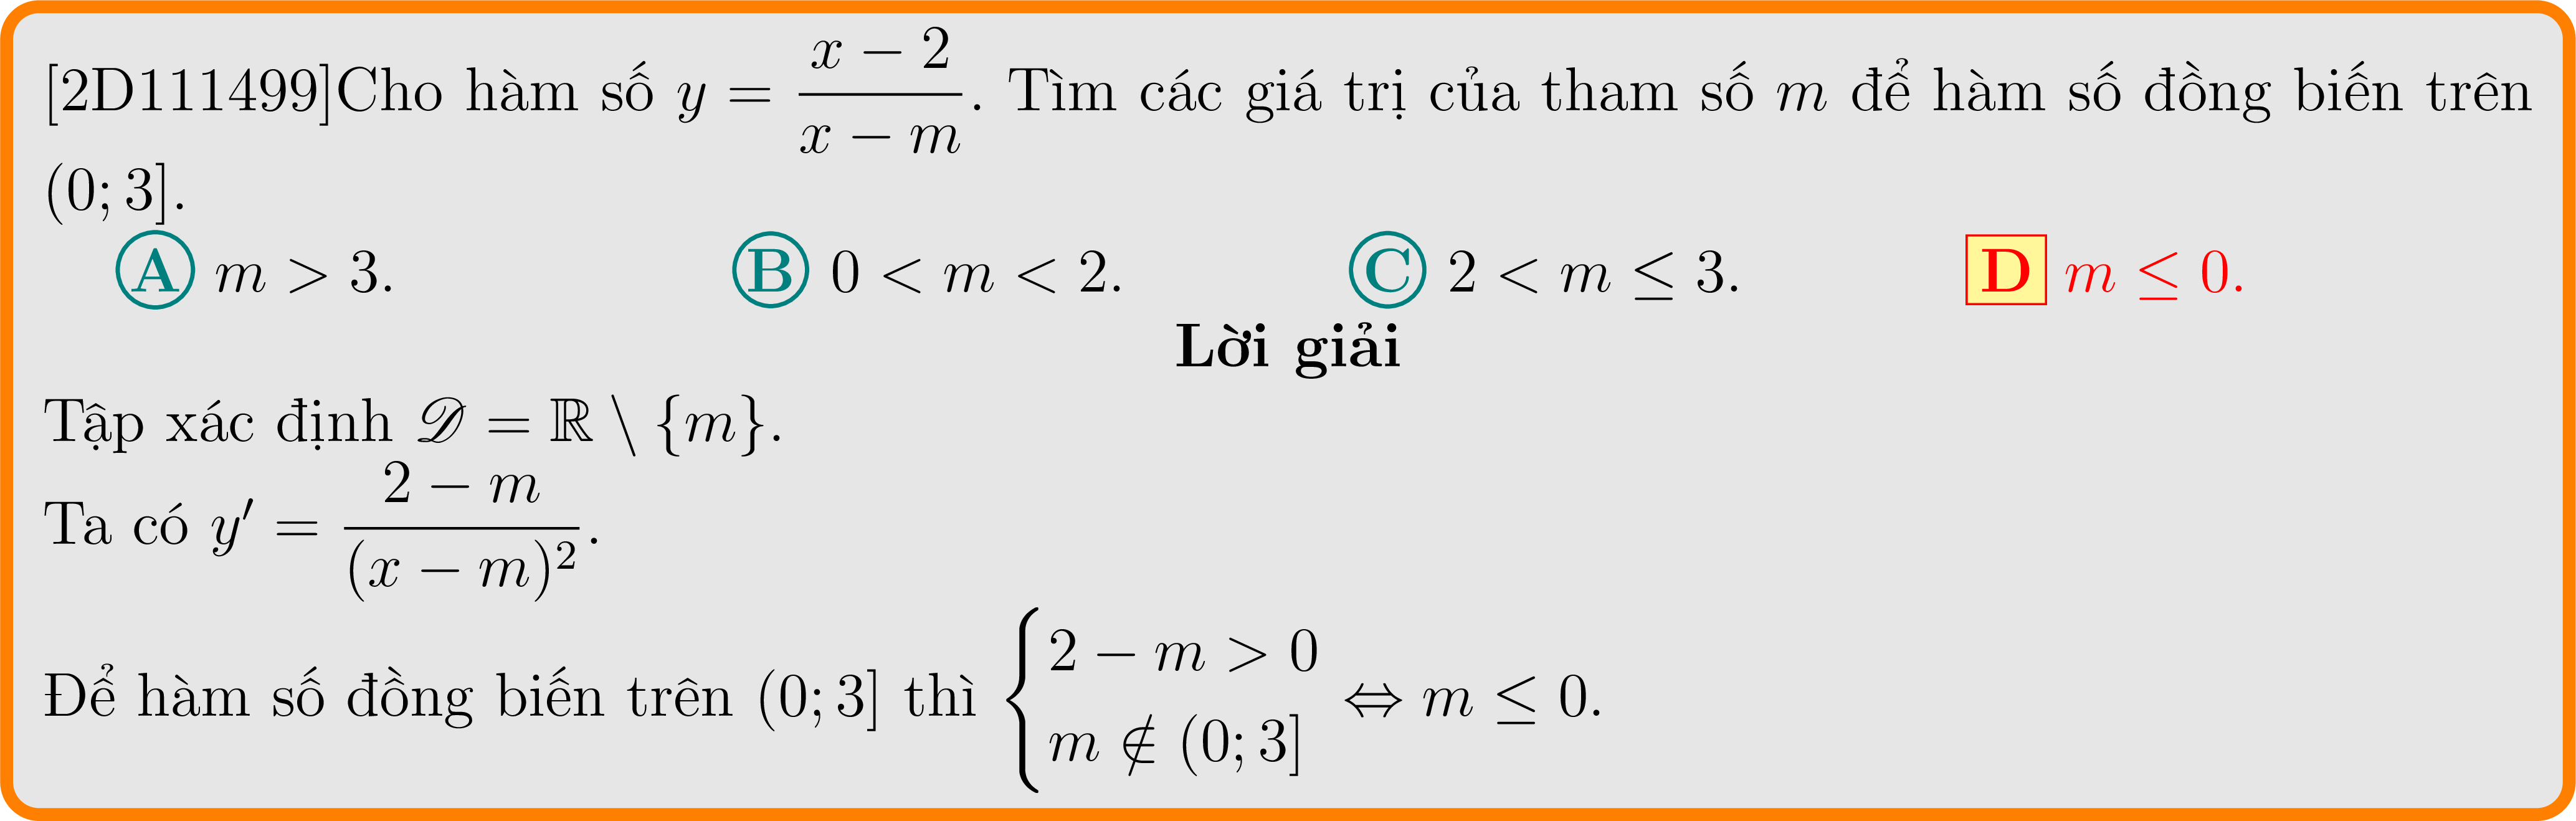 [2D111499]Cho hàm số $y = \dfrac{x-2}{x-m}$. Tìm các giá trị của tham số $m$ để hàm số đồng biến trên
$(0; 3]$.
A $m > 3$. B $0 < m < 2$. C $2 < m \leq 3$. D $m \leq 0$.
Lời giải
Tập xác định $\mathscr{D} = \mathbb{R} \setminus \{m\}$.
Ta có $y' = \dfrac{2-m}{(x-m)^2}$.
Để hàm số đồng biến trên $(0; 3]$ thì $\begin{cases} 2 - m > 0 \\ m \notin (0; 3] \end{cases} \Leftrightarrow m \leq 0$.